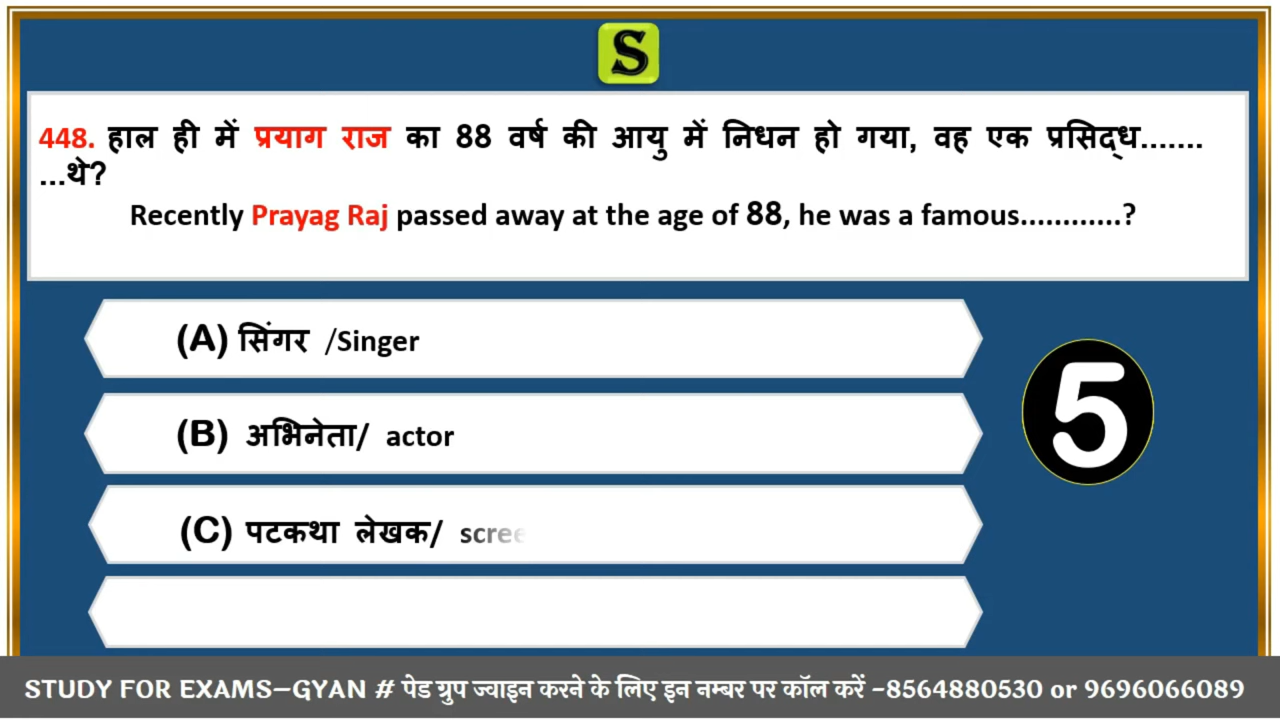 S
448. हाल ही में प्रयाग राज का 88 वर्ष की आयु में निधन हो गया, वह एक प्रसिद्ध.......
...थे?
Recently Prayag Raj passed away at the age of 88, he was a famous............?
(A) सिंगर /Singer
(B) अभिनेता/ actor
5
(C) पटकथा लेखक/ scree
STUDY FOR EXAMS–GYAN # पेड ग्रुप ज्वाइन करने के लिए इन नम्बर पर कॉल करें –8564880530 or 9696066089